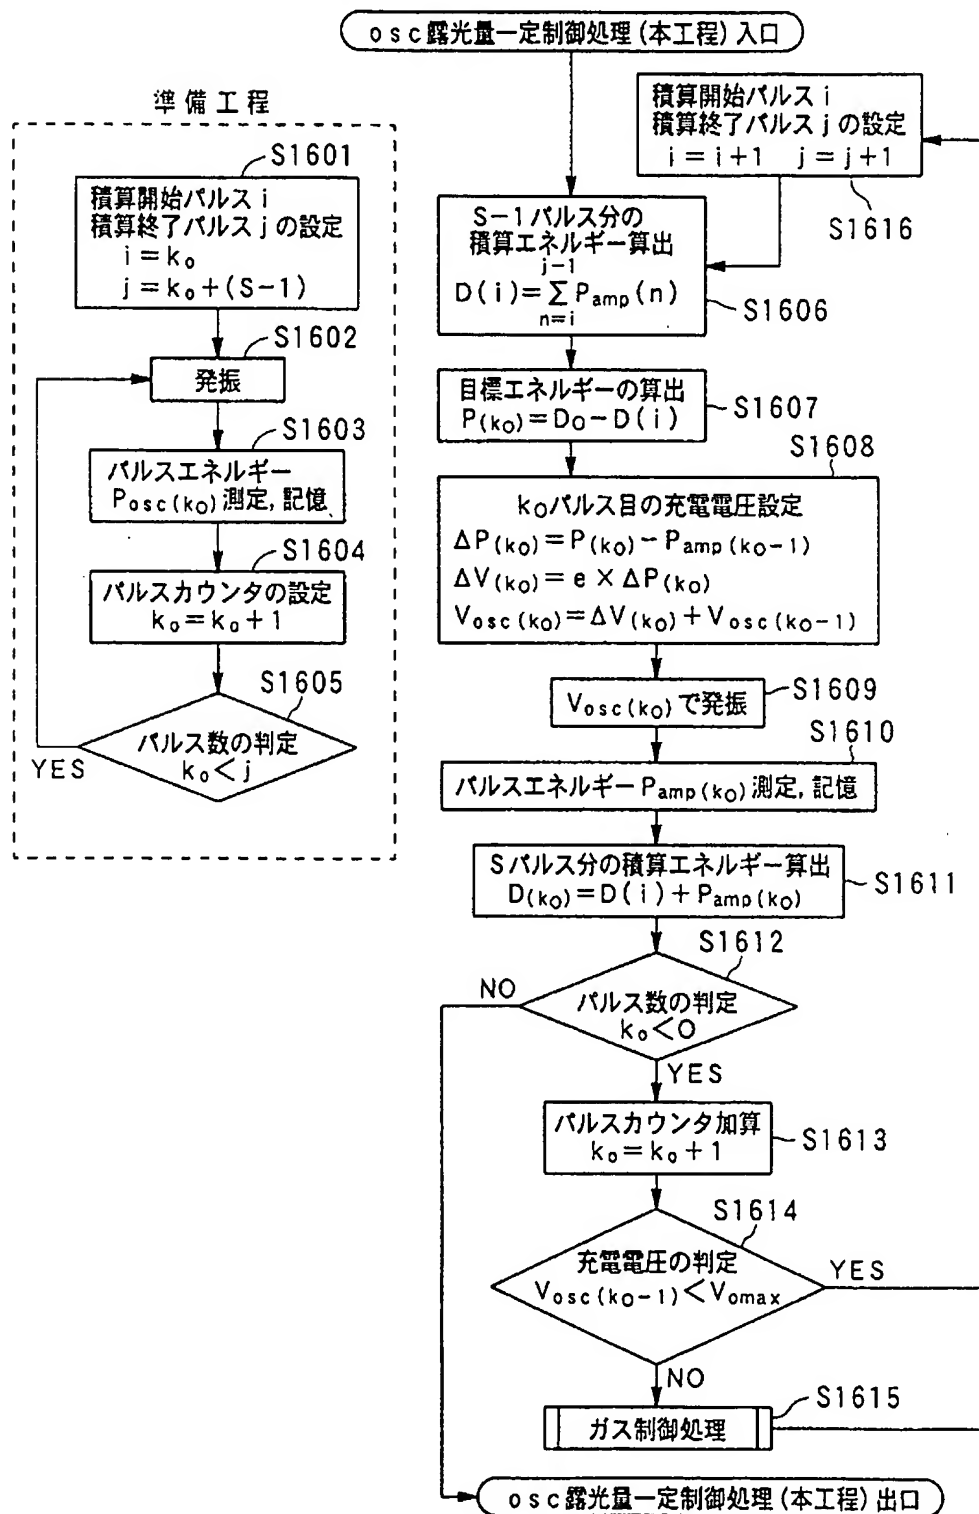 osc露光量一定制御処理(本工程)入口
準備工程
S1601
積算開始パルスi
積算終了パルスjの設定
i=k₀
j=k₀+(S-1)
S1602
発振
S1603
パルスエネルギー
Posc(k₀)測定,記憶
S1604
パルスカウンタの設定
k₀=k₀+1
S1605
パルス数の判定
k₀<j
YES
積算開始パルスi
積算終了パルスjの設定
i=i+1 j=j+1
S1616
S-1パルス分の
積算エネルギー算出
j-1
D(i)=ΣPamp(n)
n=i
S1606
目標エネルギーの算出
P(k₀)=D₀-D(i)
S1607
S1608
k₀パルス目の充電電圧設定
ΔP(k₀)=P(k₀)-Pamp(k₀-1)
ΔV(k₀)=e×ΔP(k₀)
Vosc(k₀)=ΔV(k₀)+Vosc(k₀-1)
Vosc(k₀)で発振
S1609
S1610
パルスエネルギーPamp(k₀)測定,記憶
Sパルス分の積算エネルギー算出
D(k₀)=D(i)+Pamp(k₀)
S1611
S1612
NO
パルス数の判定
k₀<0
YES
パルスカウンタ加算
k₀=k₀+1
S1613
S1614
充電電圧の判定
Vosc(k₀-1)<Vomax
YES
NO
S1615
ガス制御処理
osc露光量一定制御処理(本工程)出口